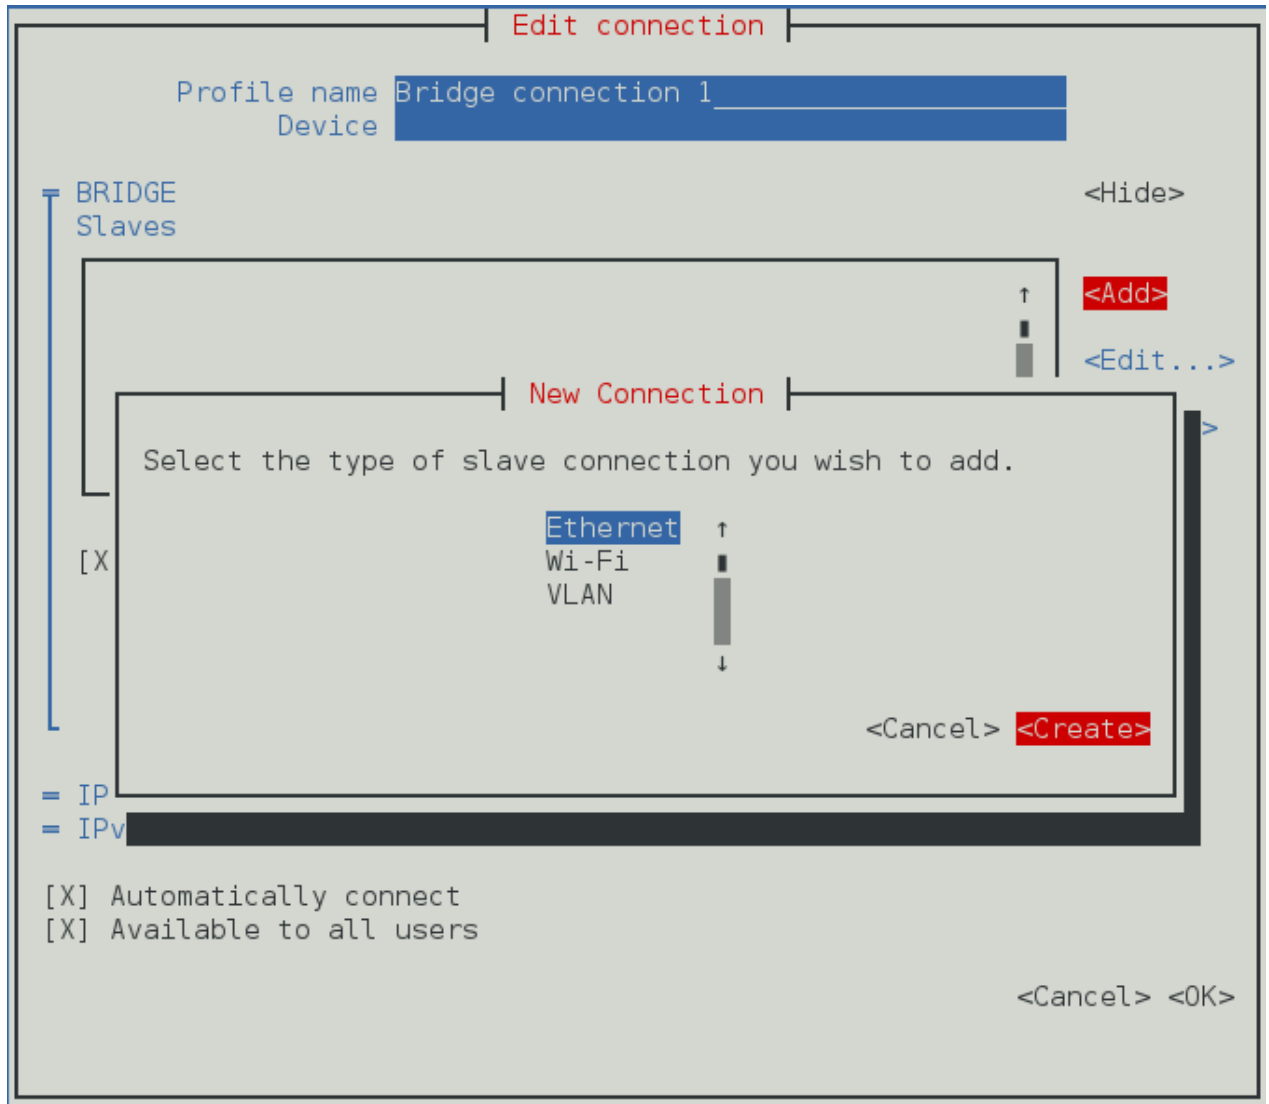 Edit connection
Profile name Bridge connection 1
Device
BRIDGE <Hide>
Slaves
↑ <Add>
<Edit...>
New Connection
>
Select the type of slave connection you wish to add.
Ethernet ↑
[X Wi-Fi
VLAN
↓
<Cancel> <Create>
= IP
= IPv
[X] Automatically connect
[X] Available to all users
<Cancel> <OK>